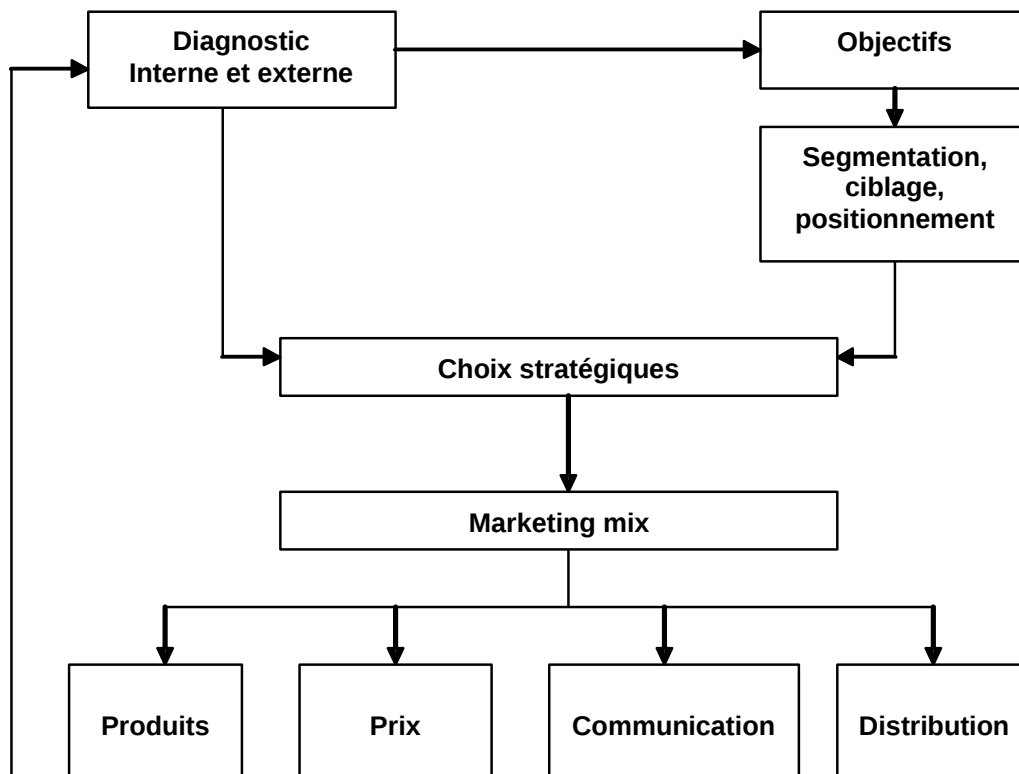 Diagnostic
Interne et externe
Objectifs
Segmentation,
ciblage,
positionnement
Choix stratégiques
Marketing mix
Produits
Prix
Communication
Distribution